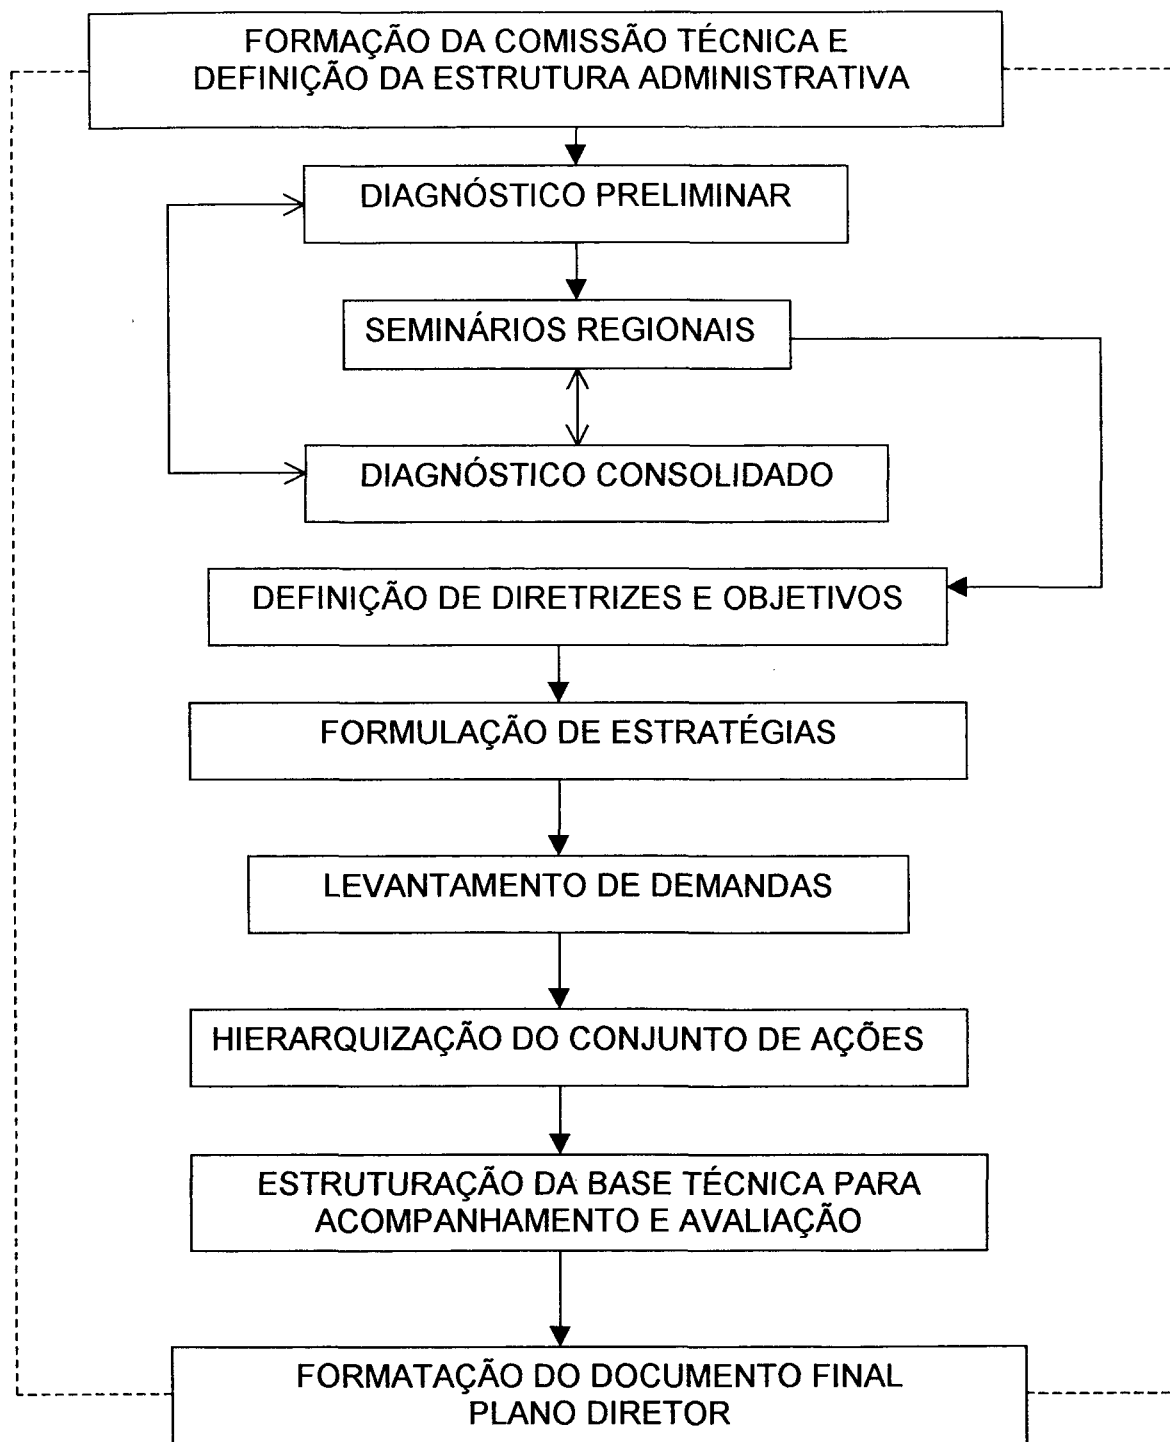 FORMAÇÃO DA COMISSÃO TÉCNICA E
DEFINIÇÃO DA ESTRUTURA ADMINISTRATIVA
DIAGNÓSTICO PRELIMINAR
SEMINÁRIOS REGIONAIS
DIAGNÓSTICO CONSOLIDADO
DEFINIÇÃO DE DIRETRIZES E OBJETIVOS
FORMULAÇÃO DE ESTRATÉGIAS
LEVANTAMENTO DE DEMANDAS
HIERARQUIZAÇÃO DO CONJUNTO DE AÇÕES
ESTRUTURAÇÃO DA BASE TÉCNICA PARA
ACOMPANHAMENTO E AVALIAÇÃO
FORMATAÇÃO DO DOCUMENTO FINAL
PLANO DIRETOR